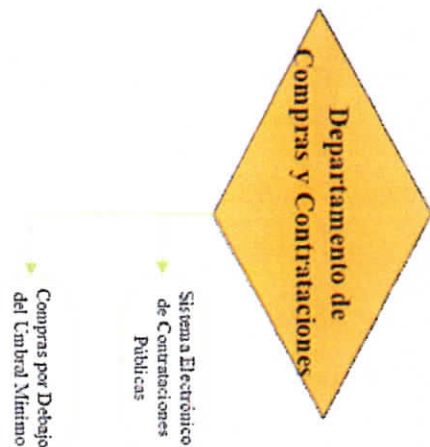 Departamento de
Compras y Contrataciones
Sistema Electrónico
de Contrataciones
Públicas
Compras por Debajo
del Umbral Mínimo